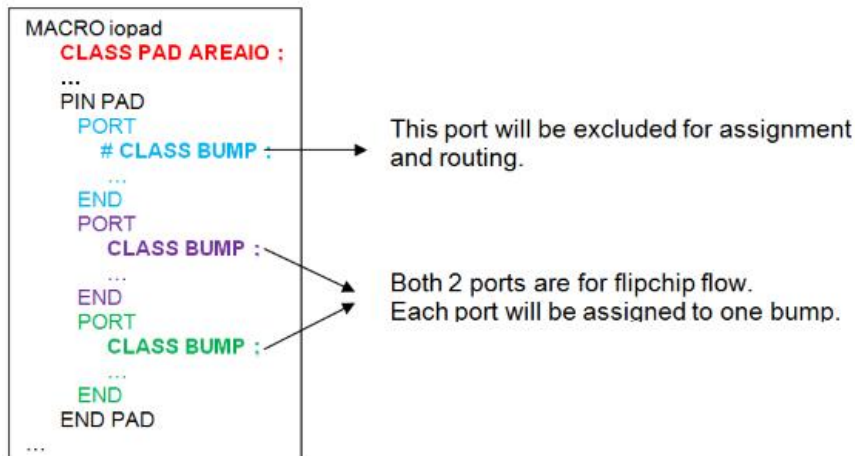 MACRO iopad
CLASS PAD AREAIO ;
...
PIN PAD
PORT
# CLASS BUMP ;
...
END
PORT
CLASS BUMP ;
...
END
PORT
CLASS BUMP ;
...
END
END PAD
...
This port will be excluded for assignment
and routing.
Both 2 ports are for flipchip flow.
Each port will be assigned to one bump.